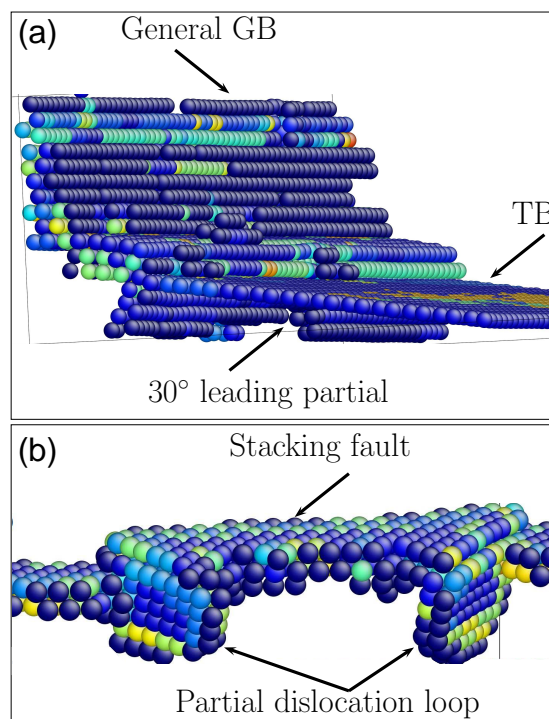 (a)
General GB
TB
30° leading partial
(b)
Stacking fault
Partial dislocation loop